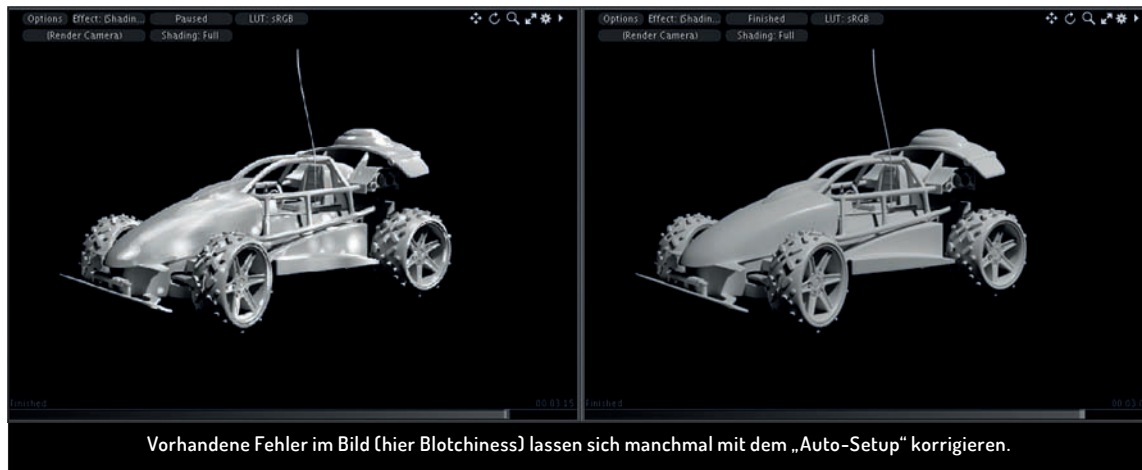 Options Effect: (Shadin... Paused LUT: sRGB
(Render Camera) Shading: Full
Finished 00:03:15
Options Effect: (Shadin... Finished LUT: sRGB
(Render Camera) Shading: Full
Finished
Vorhandene Fehler im Bild (hier Blotchiness) lassen sich manchmal mit dem „Auto-Setup“ korrigieren.